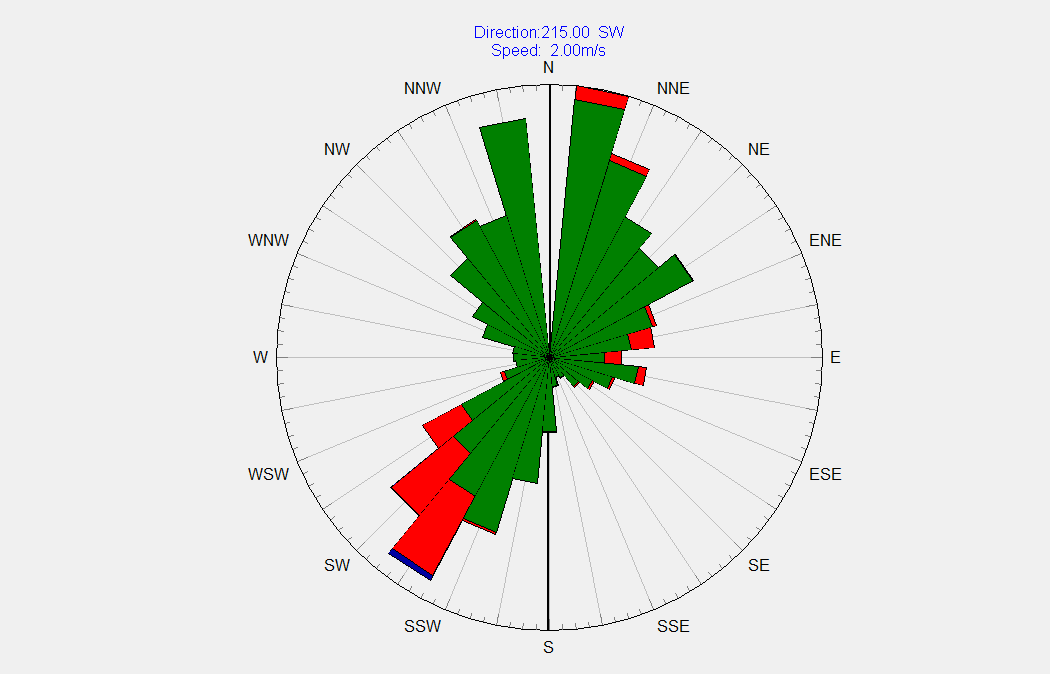 Direction:215.00 SW
Speed: 2.00m/s
N
NNW
NNE
NW
NE
WNW
ENE
W
E
WSW
ESE
SW
SE
SSW
SSE
S